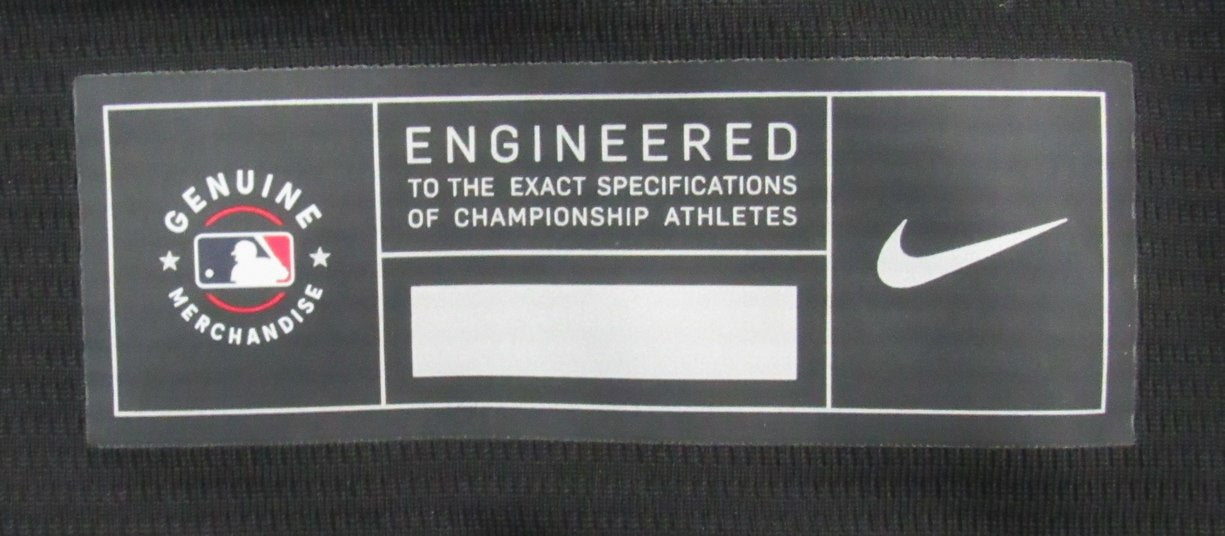 GENUINE
MERCHANDISE
ENGINEERED
TO THE EXACT SPECIFICATIONS
OF CHAMPIONSHIP ATHLETES